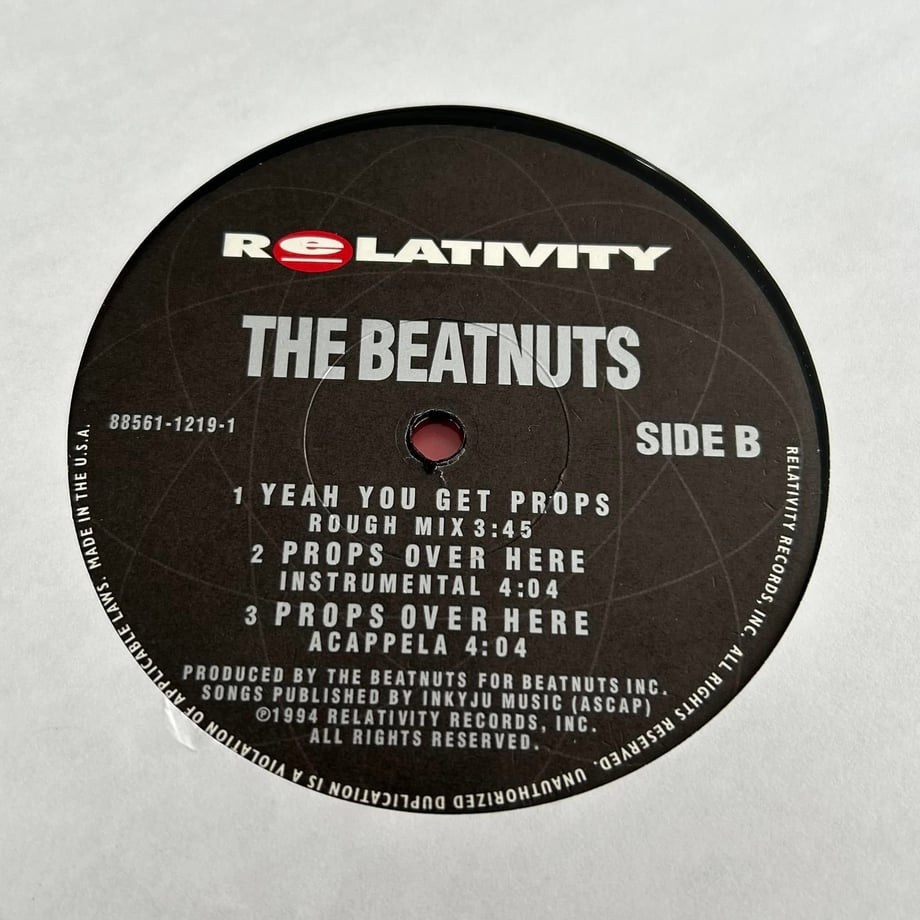 RELATIVITY
THE BEATNUTS
88561-1219-1
SIDE B
1 YEAH YOU GET PROPS
ROUGH MIX 3:45
2 PROPS OVER HERE
INSTRUMENTAL 4:04
3 PROPS OVER HERE
ACAPPELA 4:04
PRODUCED BY THE BEATNUTS FOR BEATNUTS INC.
SONGS PUBLISHED BY INKYJU MUSIC (ASCAP)
℗1994 RELATIVITY RECORDS, INC.
ALL RIGHTS RESERVED.
RELATIVITY RECORDS, INC. ALL RIGHTS RESERVED. UNAUTHORIZED DUPLICATION IS A VIOLATION OF APPLICABLE LAWS. MADE IN THE U.S.A.